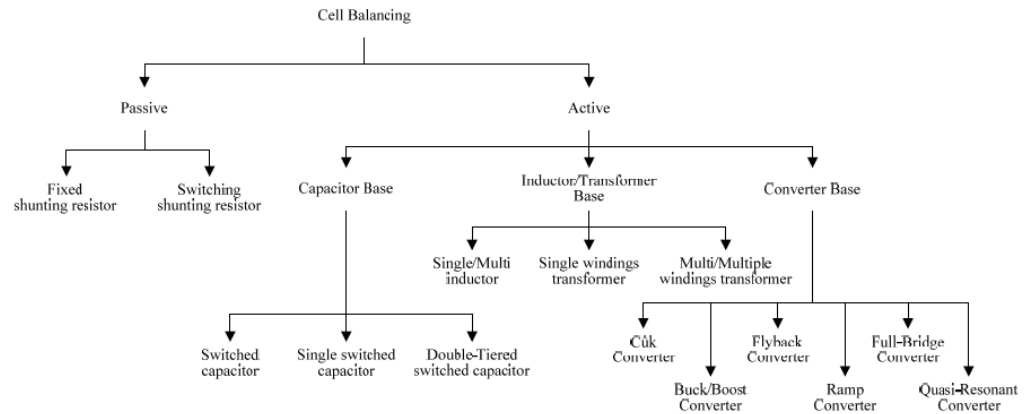 Cell Balancing
Passive
Active
Fixed
shunting resistor
Switching
shunting resistor
Capacitor Base
Inductor/Transformer
Base
Converter Base
Single/Multi
inductor
Single windings
transformer
Multi/Multiple
windings transformer
Switched
capacitor
Single switched
capacitor
Double-Tiered
switched capacitor
Cûk
Converter
Flyback
Converter
Full-Bridge
Converter
Buck/Boost
Converter
Ramp
Converter
Quasi-Resonant
Converter